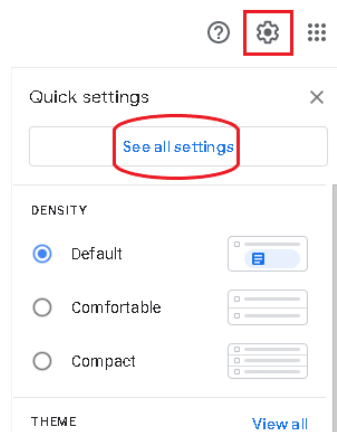 Quick settings
See all settings
DENSITY
Default
Comfortable
Compact
THEME
View all